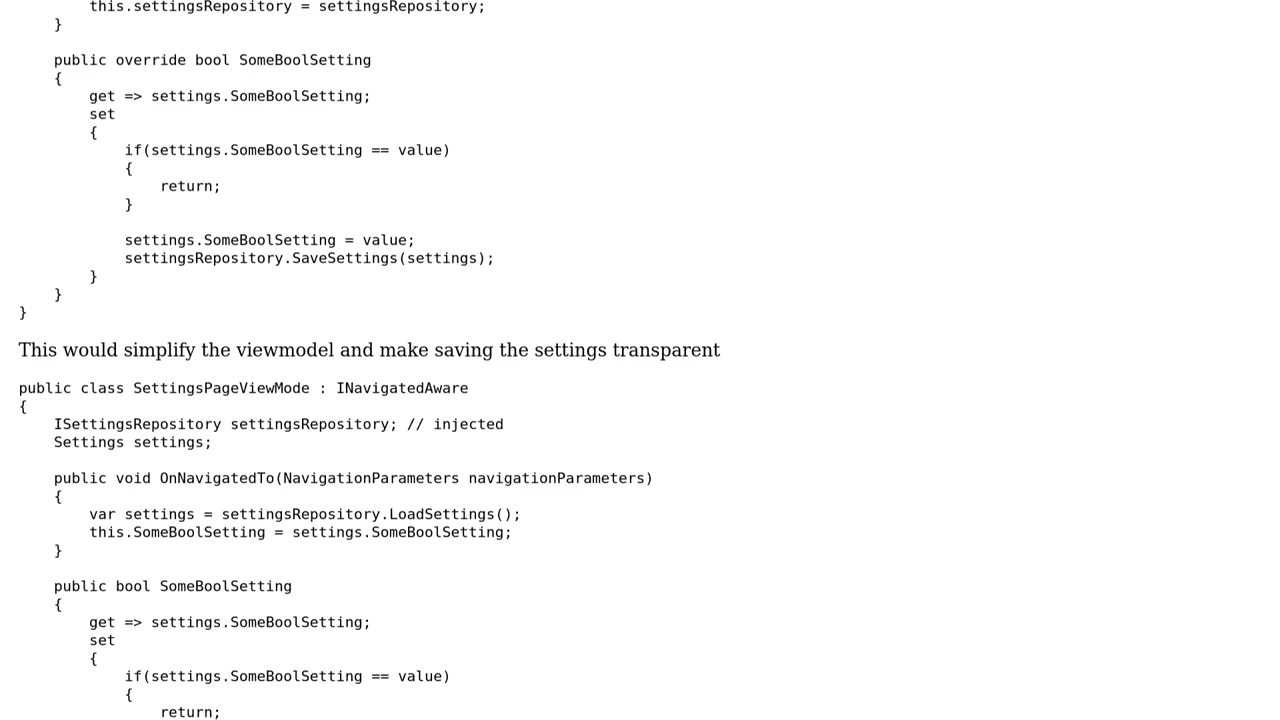 this.settingsRepository = settingsRepository;
    }

    public override bool SomeBoolSetting
    {
        get => settings.SomeBoolSetting;
        set
        {
            if(settings.SomeBoolSetting == value)
            {
                return;
            }

            settings.SomeBoolSetting = value;
            settingsRepository.SaveSettings(settings);
        }
    }
}
This would simplify the viewmodel and make saving the settings transparent
public class SettingsPageViewMode : INavigatedAware
{
    ISettingsRepository settingsRepository; // injected
    Settings settings;

    public void OnNavigatedTo(NavigationParameters navigationParameters)
    {
        var settings = settingsRepository.LoadSettings();
        this.SomeBoolSetting = settings.SomeBoolSetting;
    }

    public bool SomeBoolSetting
    {
        get => settings.SomeBoolSetting;
        set
        {
            if(settings.SomeBoolSetting == value)
            {
                return;